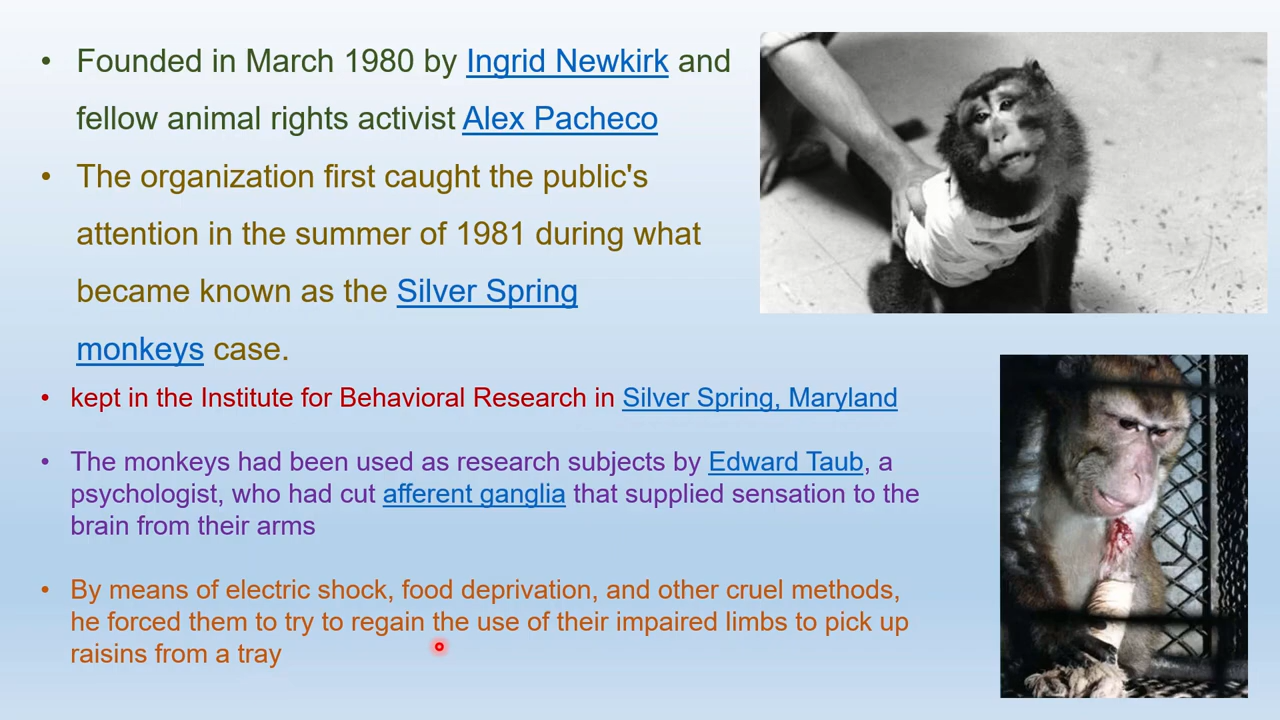 • Founded in March 1980 by Ingrid Newkirk and
fellow animal rights activist Alex Pacheco
• The organization first caught the public's
attention in the summer of 1981 during what
became known as the Silver Spring
monkeys case.
• kept in the Institute for Behavioral Research in Silver Spring, Maryland
• The monkeys had been used as research subjects by Edward Taub, a
psychologist, who had cut afferent ganglia that supplied sensation to the
brain from their arms
• By means of electric shock, food deprivation, and other cruel methods,
he forced them to try to regain the use of their impaired limbs to pick up
raisins from a tray